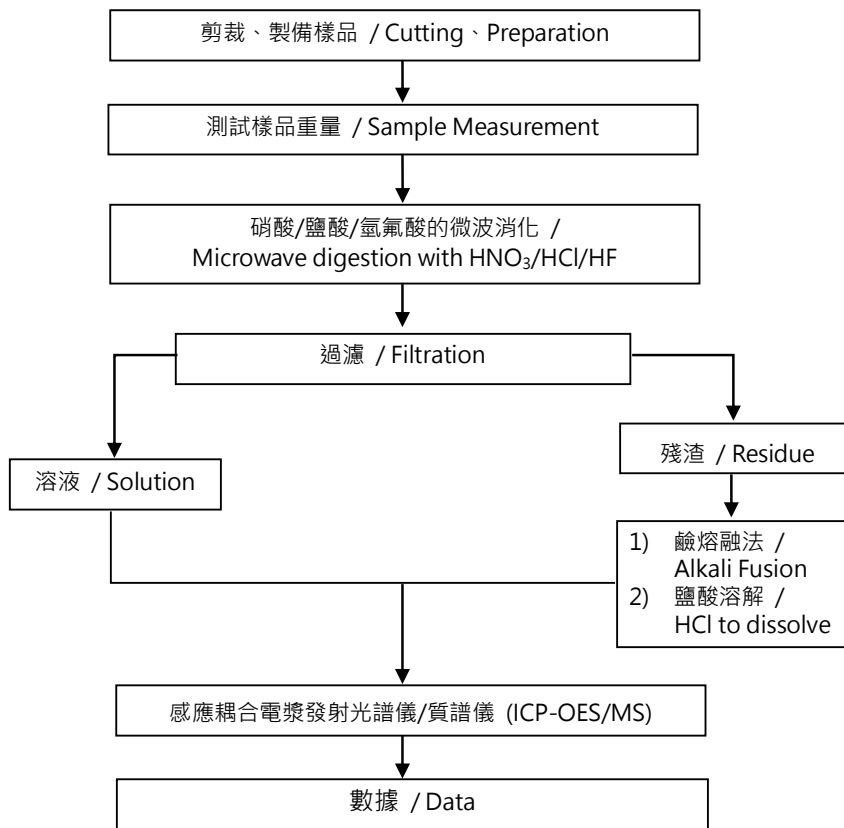 剪裁、製備樣品 / Cutting、Preparation
測試樣品重量 / Sample Measurement
硝酸/鹽酸/氫氟酸的微波消化 /
Microwave digestion with HNO₃/HCl/HF
過濾 / Filtration
溶液 / Solution
殘渣 / Residue
1) 鹼熔融法 /
Alkali Fusion
2) 鹽酸溶解 /
HCl to dissolve
感應耦合電漿發射光譜儀/質譜儀 (ICP-OES/MS)
數據 / Data